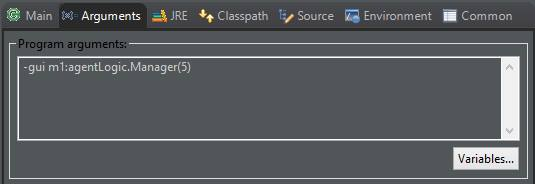 Main Arguments JRE Classpath Source Environment Common
Program arguments:
-gui m1:agentLogic.Manager(5)
Variables...